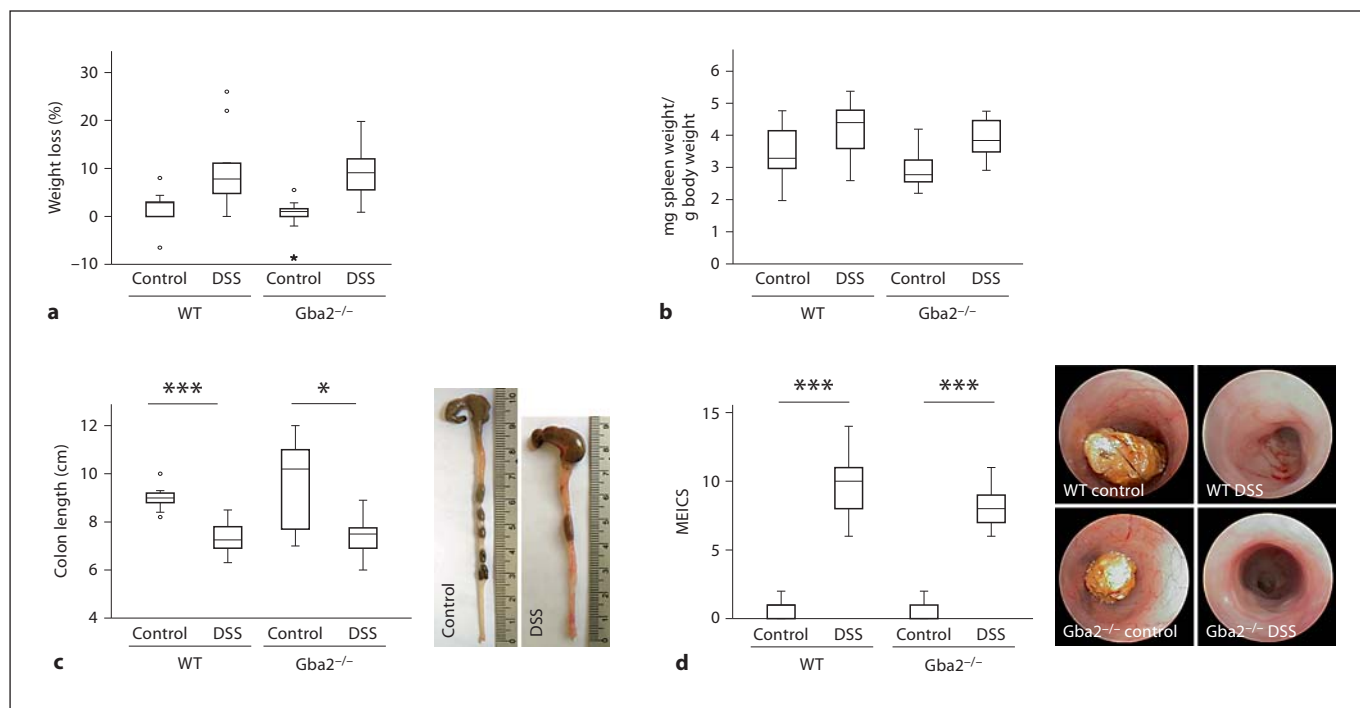 30
20
10
0
–10
Weight loss (%)
*
Control DSS Control DSS
WT Gba2–/–
a
6
5
4
3
2
1
0
mg spleen weight/
g body weight
Control DSS Control DSS
WT Gba2–/–
b
*** *
12
10
8
6
4
Colon length (cm)
Control DSS Control DSS
WT Gba2–/–
c
Control
DSS
*** ***
15
10
5
0
MEICS
Control DSS Control DSS
WT Gba2–/–
d
WT control
WT DSS
Gba2–/– control
Gba2–/– DSS